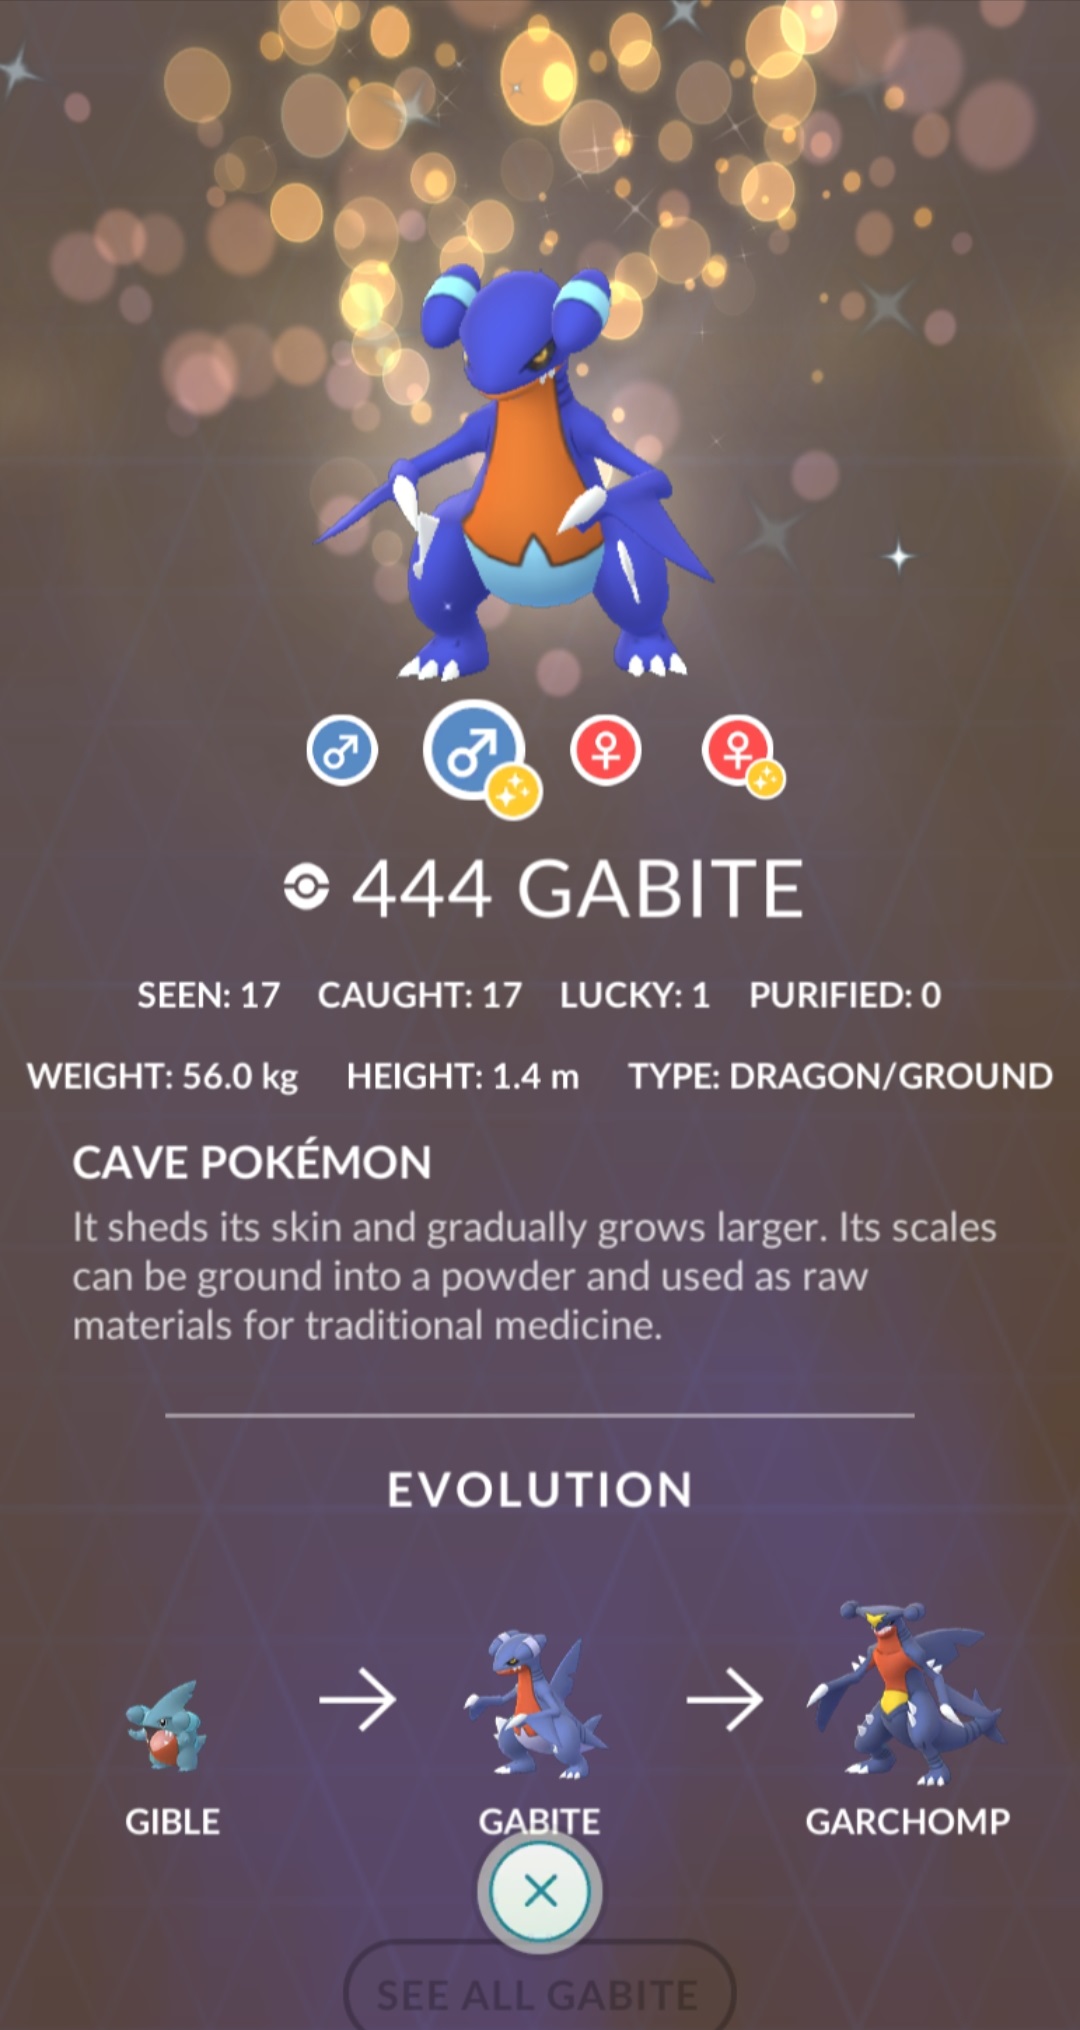 444 GABITE
SEEN: 17 CAUGHT: 17 LUCKY: 1 PURIFIED: 0
WEIGHT: 56.0 kg HEIGHT: 1.4 m TYPE: DRAGON/GROUND
CAVE POKÉMON
It sheds its skin and gradually grows larger. Its scales
can be ground into a powder and used as raw
materials for traditional medicine.
EVOLUTION
GIBLE GABITE GARCHOMP
SEE ALL GABITE